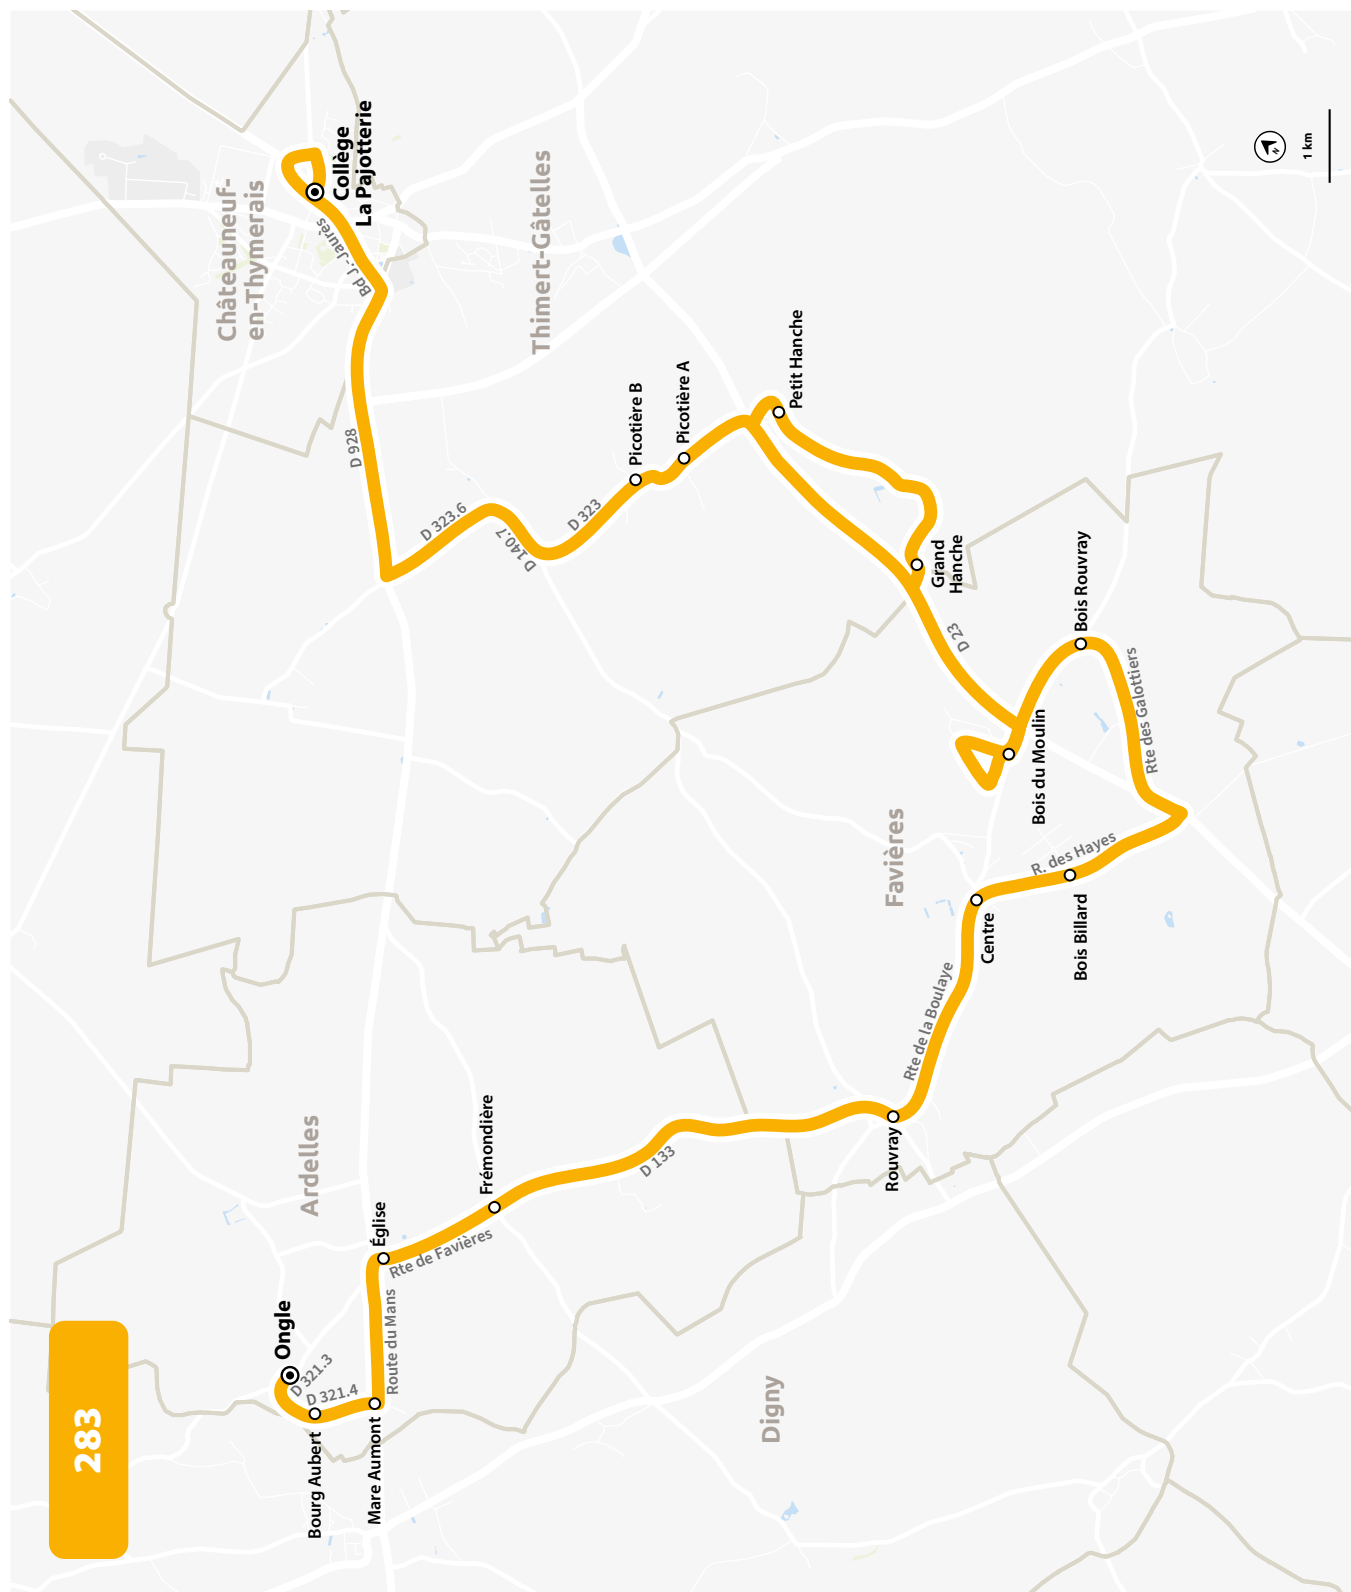 283
Ongle
D 321.3
D 321.4
Bourg Aubert
Mare Aumont
Route du Mans
Église
Ardelles
Rte de Favières
Frémondière
D 133
Digny
Rouvray
Rte de la Boulaye
Favières
Centre
R. des Hayes
Bois Billard
Rte des Galottiers
Bois du Moulin
Bois Rouvray
D 23
Grand
Hanche
Petit Hanche
Picotière A
Picotière B
D 323
D 140.7
D 323.6
D 928
Thimert-Gâtelles
Châteauneuf-
en-Thymerais
Bd J.-Jaurès
Collège
La Pajotterie
N
1 km